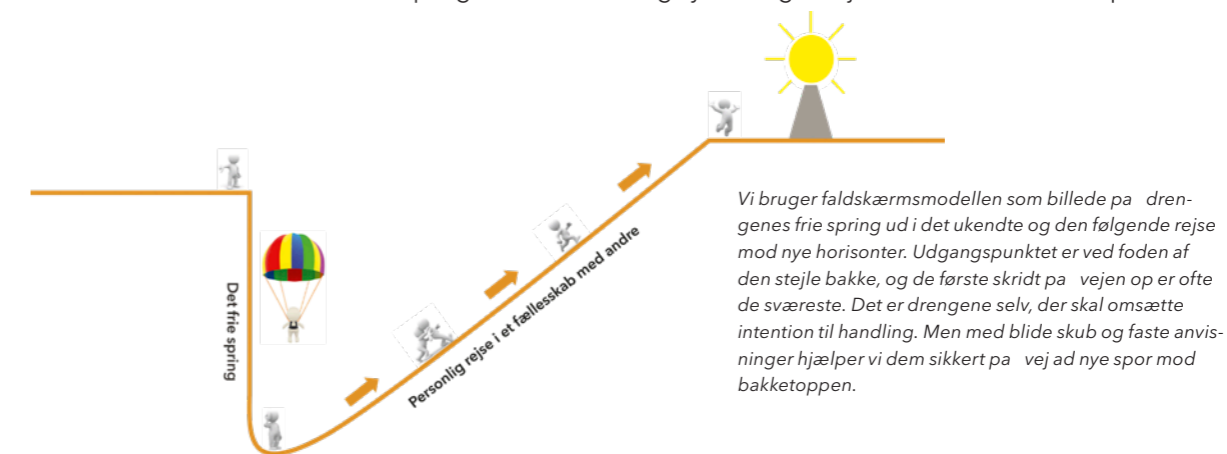 Det frie spring
Personlig rejse i et fællesskab med andre
Vi bruger faldskærmsmodellen som billede pa   dren-
genes frie spring ud i det ukendte og den følgende rejse
mod nye horisonter. Udgangspunktet er ved foden af
den stejle bakke, og de første skridt pa   vejen op er ofte
de sværeste. Det er drengene selv, der skal omsætte
intention til handling. Men med blide skub og faste anvis-
ninger hjælper vi dem sikkert pa   vej ad nye spor mod
bakketoppen.